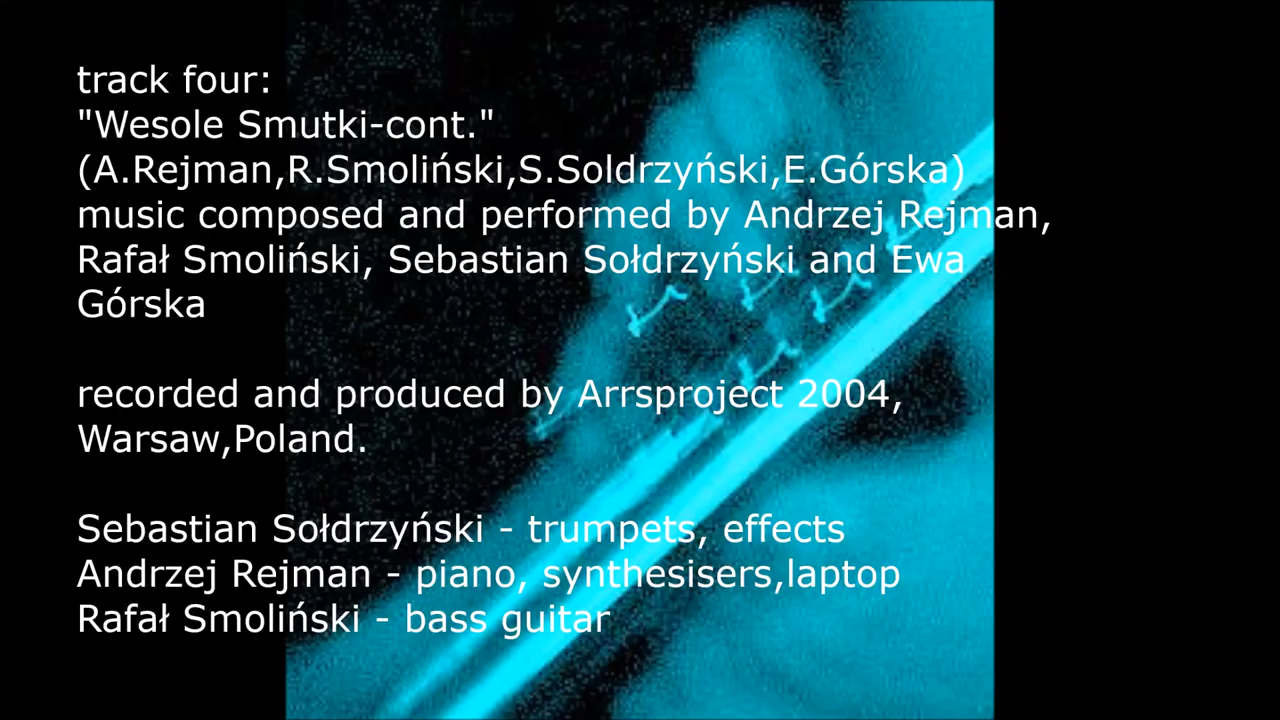 track four:
"Wesole Smutki-cont."
(A.Rejman,R.Smoliński,S.Soldrzyński,E.Górska)
music composed and performed by Andrzej Rejman,
Rafał Smoliński, Sebastian Sołdrzyński and Ewa
Górska
recorded and produced by Arrsproject 2004,
Warsaw,Poland.
Sebastian Sołdrzyński - trumpets, effects
Andrzej Rejman - piano, synthesisers,laptop
Rafał Smoliński - bass guitar